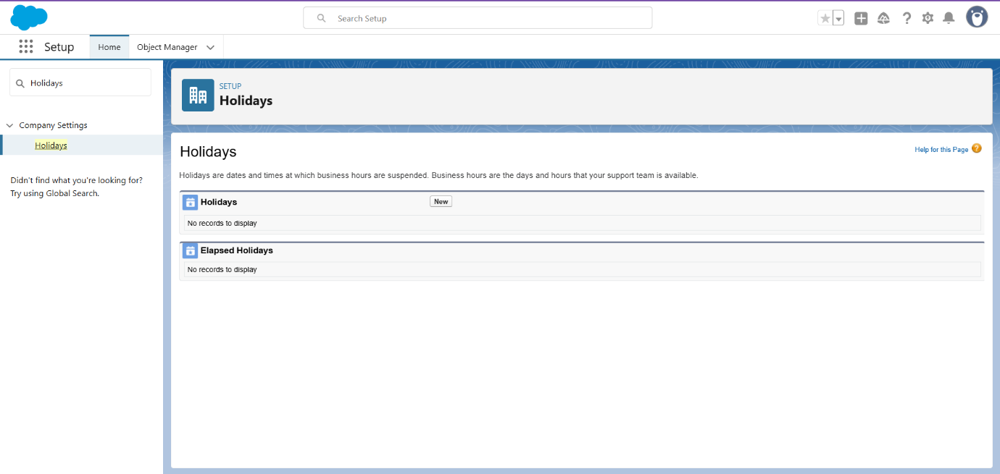 Search Setup
Setup
Home
Object Manager
Holidays
Company Settings
Holidays
Didn't find what you're looking for?
Try using Global Search.
SETUP
Holidays
Holidays
Help for this Page ?
Holidays are dates and times at which business hours are suspended. Business hours are the days and hours that your support team is available.
Holidays
New
No records to display
Elapsed Holidays
No records to display